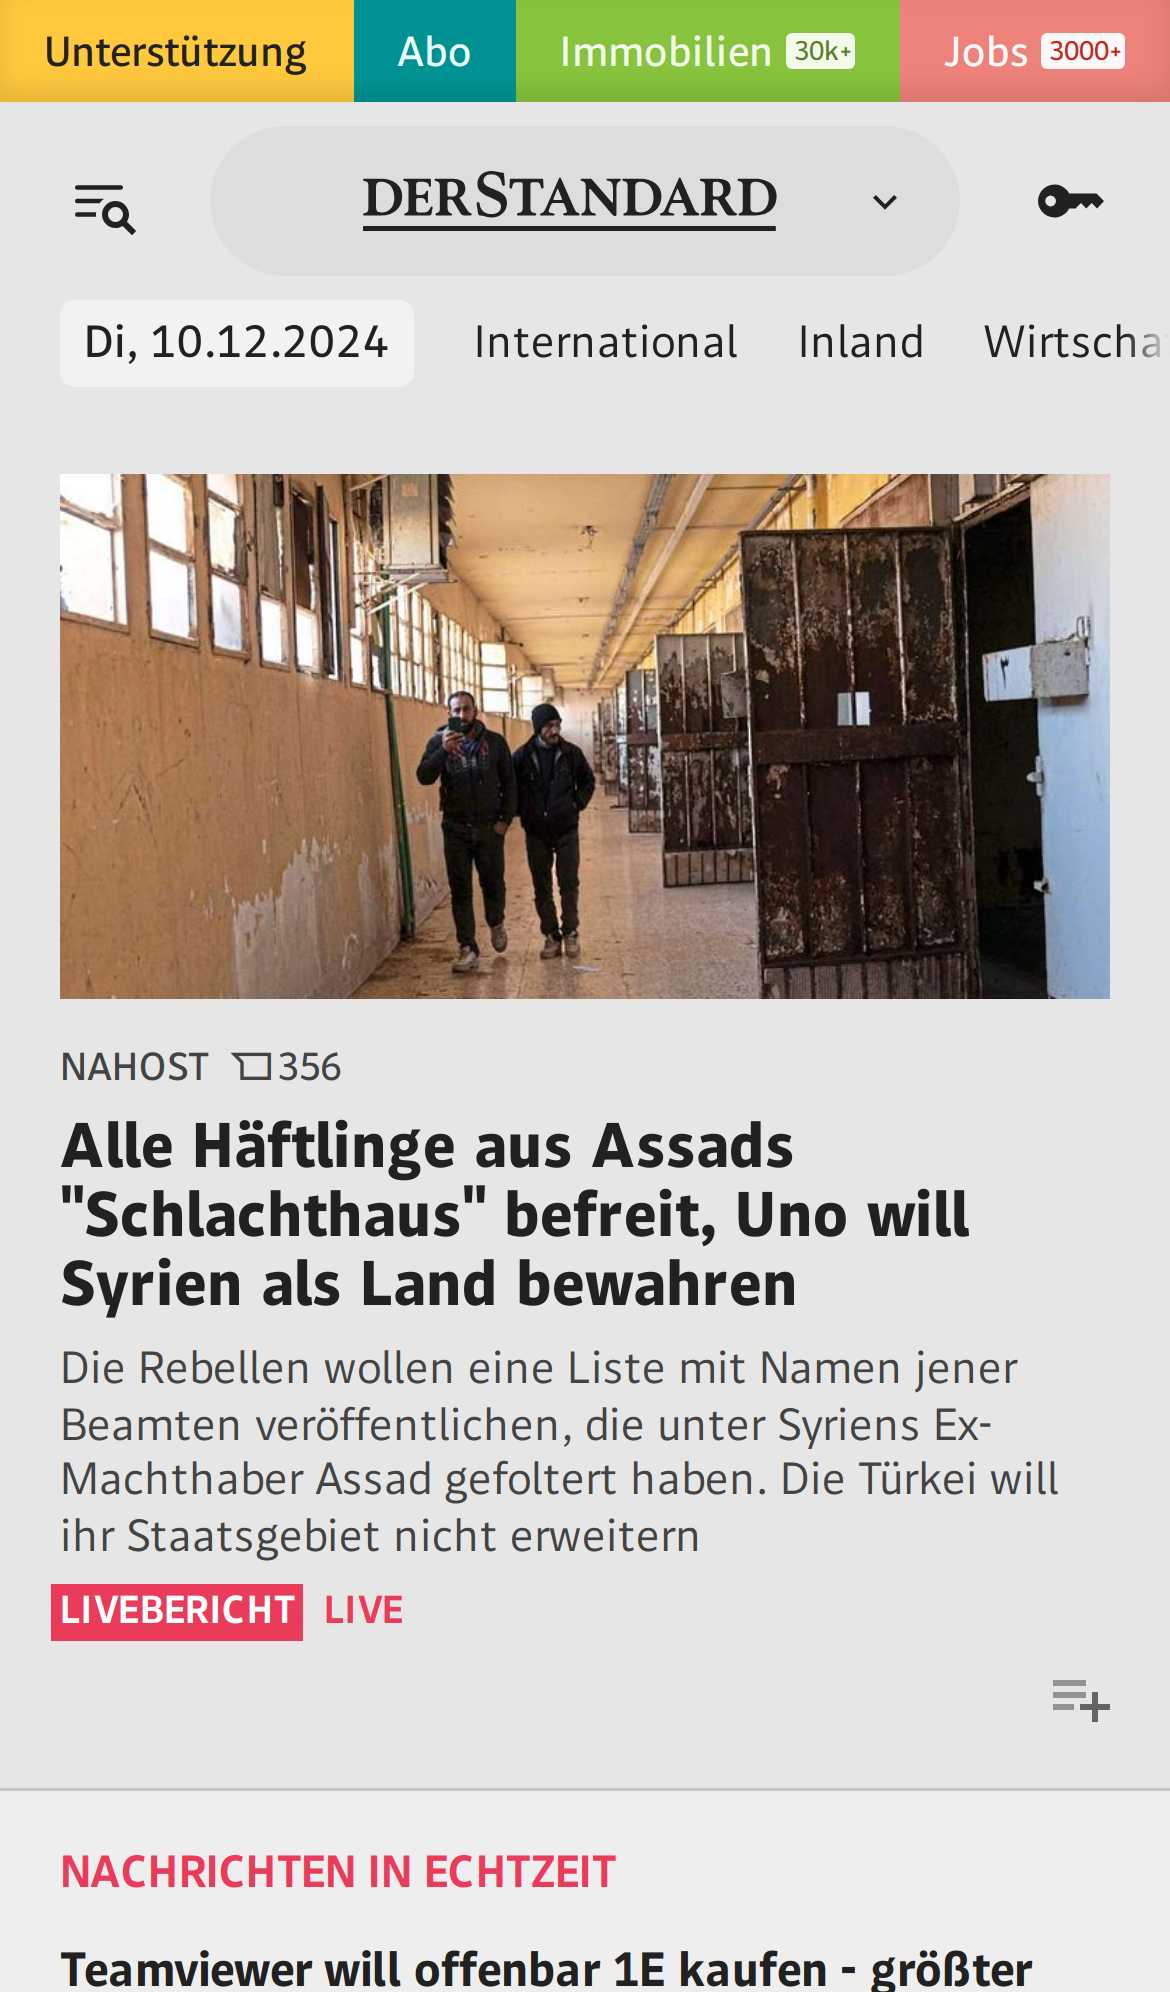 Unterstützung Abo Immobilien 30k+ Jobs 3000+
DERSTANDARD
Di, 10.12.2024 International Inland Wirtscha
NAHOST 356
Alle Häftlinge aus Assads
"Schlachthaus" befreit, Uno will
Syrien als Land bewahren
Die Rebellen wollen eine Liste mit Namen jener
Beamten veröffentlichen, die unter Syriens Ex-
Machthaber Assad gefoltert haben. Die Türkei will
ihr Staatsgebiet nicht erweitern
LIVEBERICHT LIVE
NACHRICHTEN IN ECHTZEIT
Teamviewer will offenbar 1E kaufen - größter